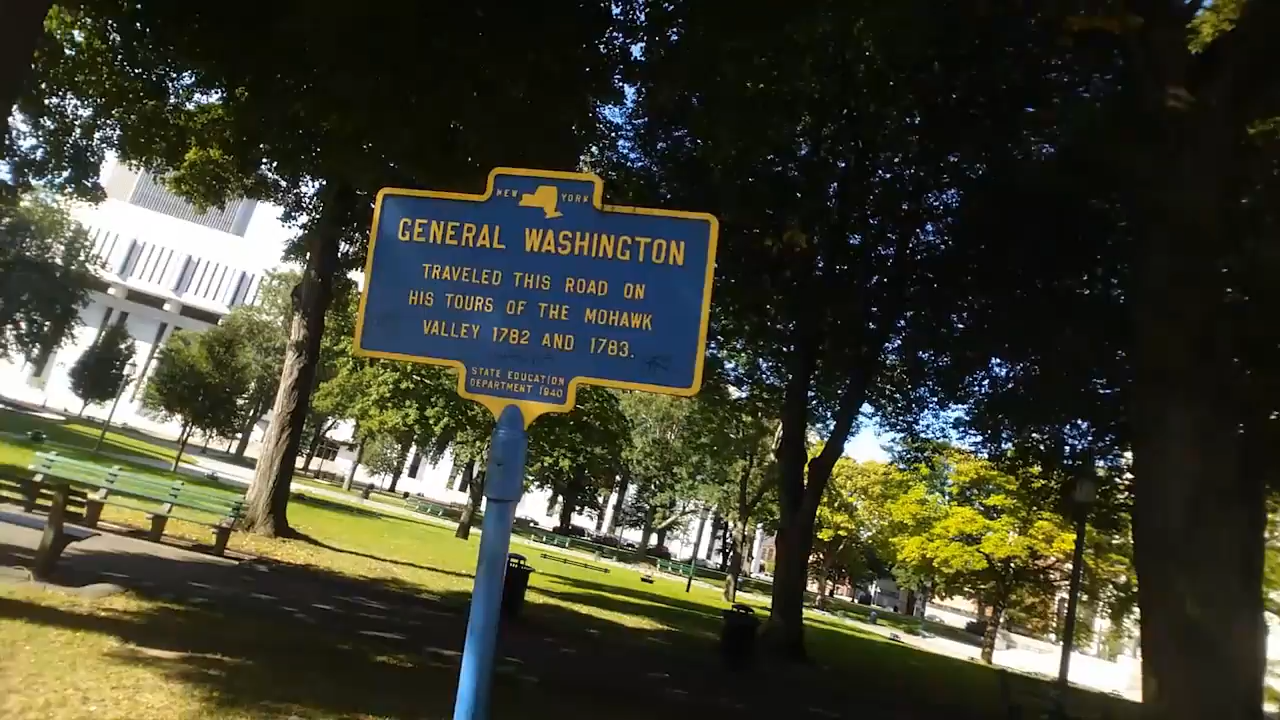 NEW YORK
GENERAL WASHINGTON
TRAVELED THIS ROAD ON
HIS TOURS OF THE MOHAWK
VALLEY 1782 AND 1783.
STATE EDUCATION
DEPARTMENT 1940